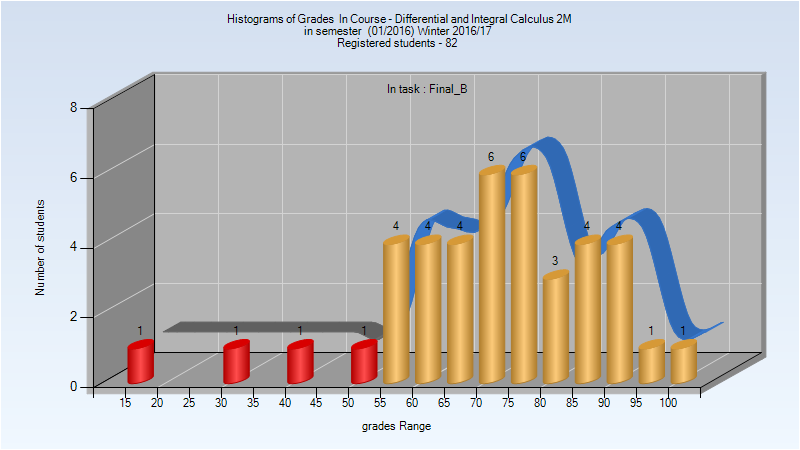 Histograms of Grades In Course - Differential and Integral Calculus 2M
in semester (01/2016) Winter 2016/17
Registered students - 82
In task : Final_B
Number of students
8
6
4
2
0
1
1
1
1
4
4
4
6
6
3
4
4
1
1
15 20 25 30 35 40 45 50 55 60 65 70 75 80 85 90 95 100
grades Range